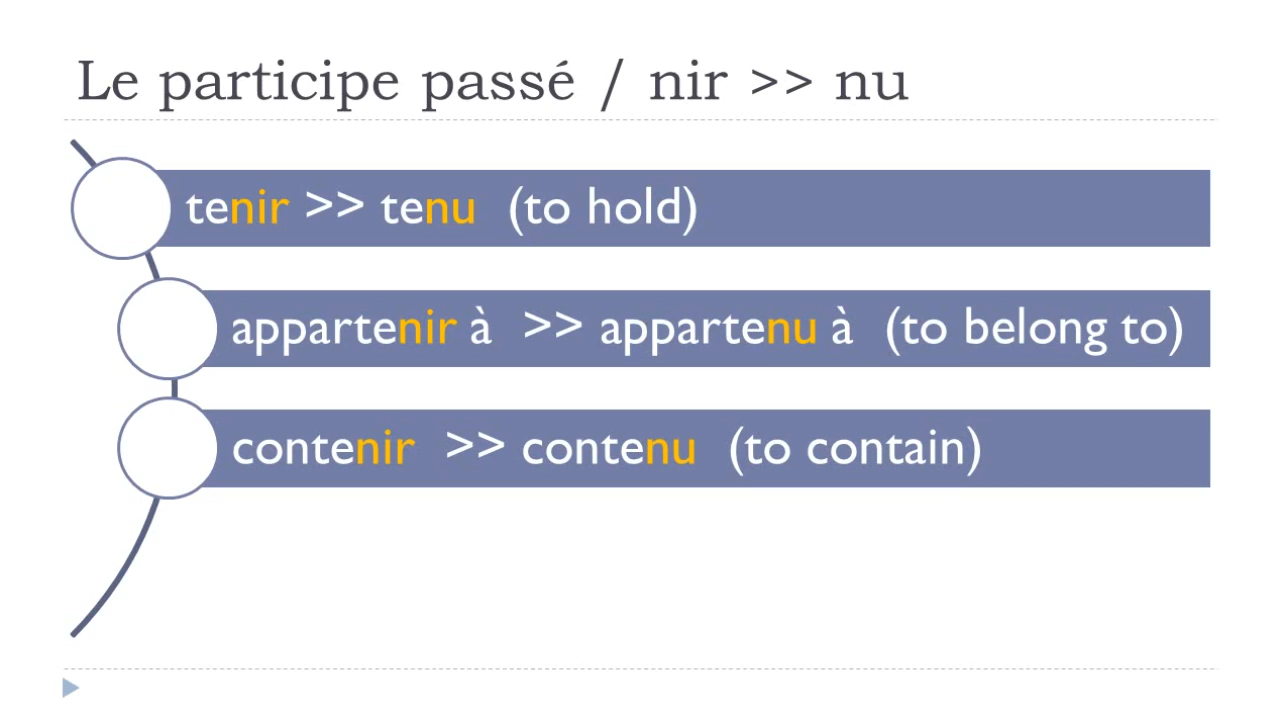 Le participe passé / nir >> nu
tenir >> tenu (to hold)
appartenir à >> appartenu à (to belong to)
contenir >> contenu (to contain)